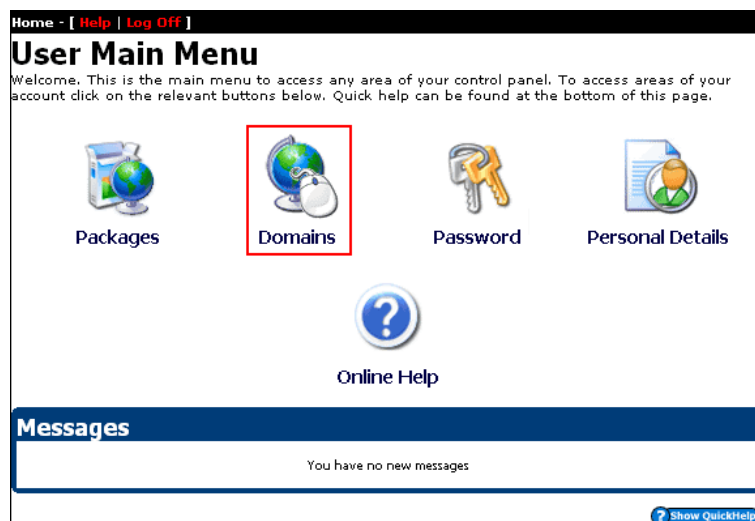 Home - [ Help | Log Off ]
User Main Menu
Welcome. This is the main menu to access any area of your control panel. To access areas of your
account click on the relevant buttons below. Quick help can be found at the bottom of this page.
Packages Domains Password Personal Details
Online Help
Messages
You have no new messages
? Show QuickHelp